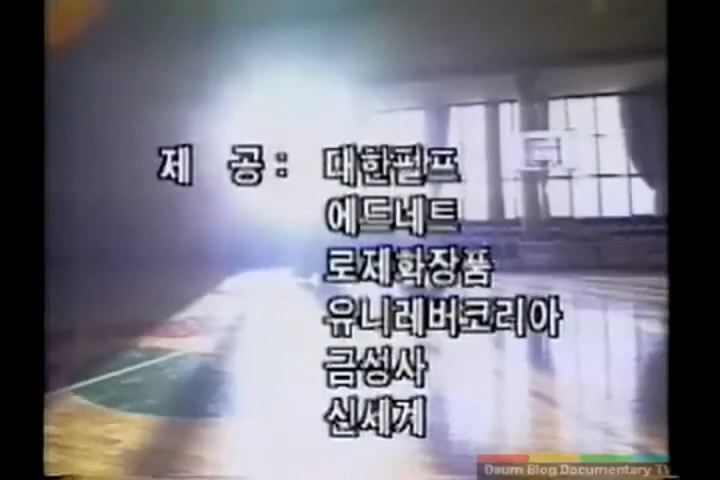 제 공 : 대한펄프
에드네트
로제화장품
유니레버코리아
금성사
신세계
Daum Blog Documentary TV